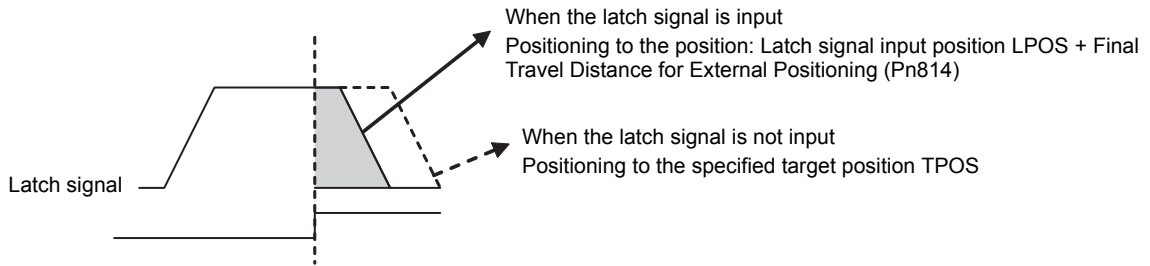 When the latch signal is input
Positioning to the position: Latch signal input position LPOS + Final
Travel Distance for External Positioning (Pn814)
When the latch signal is not input
Positioning to the specified target position TPOS
Latch signal